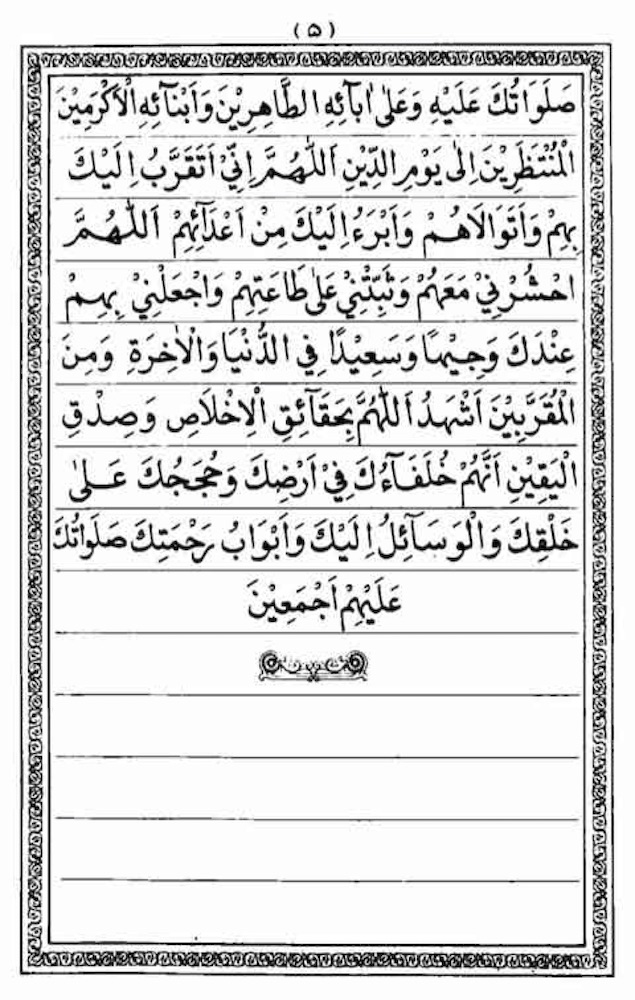 (۵)
صَلَوَاتُكَ عَلَيْهِ وَعَلٰى اٰبَآئِهِ الطَّاهِرِيْنَ وَاَبْنَآئِهِ الْاَكْرَمِيْنَ
الْمُنْتَظَرِيْنَ اِلٰى يَوْمِ الدِّيْنِ اَللّٰهُمَّ اِنِّيْ اَتَقَرَّبُ اِلَيْكَ
بِهِمْ وَاَتَوَالَاهُمْ وَاَبْرَءُ اِلَيْكَ مِنْ اَعْدَآئِهِمْ اَللّٰهُمَّ
احْشُرْنِيْ مَعَهُمْ وَثَبِّتْنِيْ عَلٰى طَاعَتِهِمْ وَاجْعَلْنِيْ بِهِمْ
عِنْدَكَ وَجِيْهًا وَسَعِيْدًا فِي الدُّنْيَا وَالْاٰخِرَةِ وَمِنَ
الْمُقَرَّبِيْنَ اَشْهَدُ اَللّٰهُمَّ بِحَقَآئِقِ الْاِخْلَاصِ وَصِدْقِ
الْيَقِيْنِ اَنَّهُمْ خُلَفَآءُكَ فِيْ اَرْضِكَ وَحُجَجُكَ عَلٰى
خَلْقِكَ وَالْوَسَآئِلُ اِلَيْكَ وَاَبْوَابُ رَحْمَتِكَ صَلَوَاتُكَ
عَلَيْهِمْ اَجْمَعِيْنَ